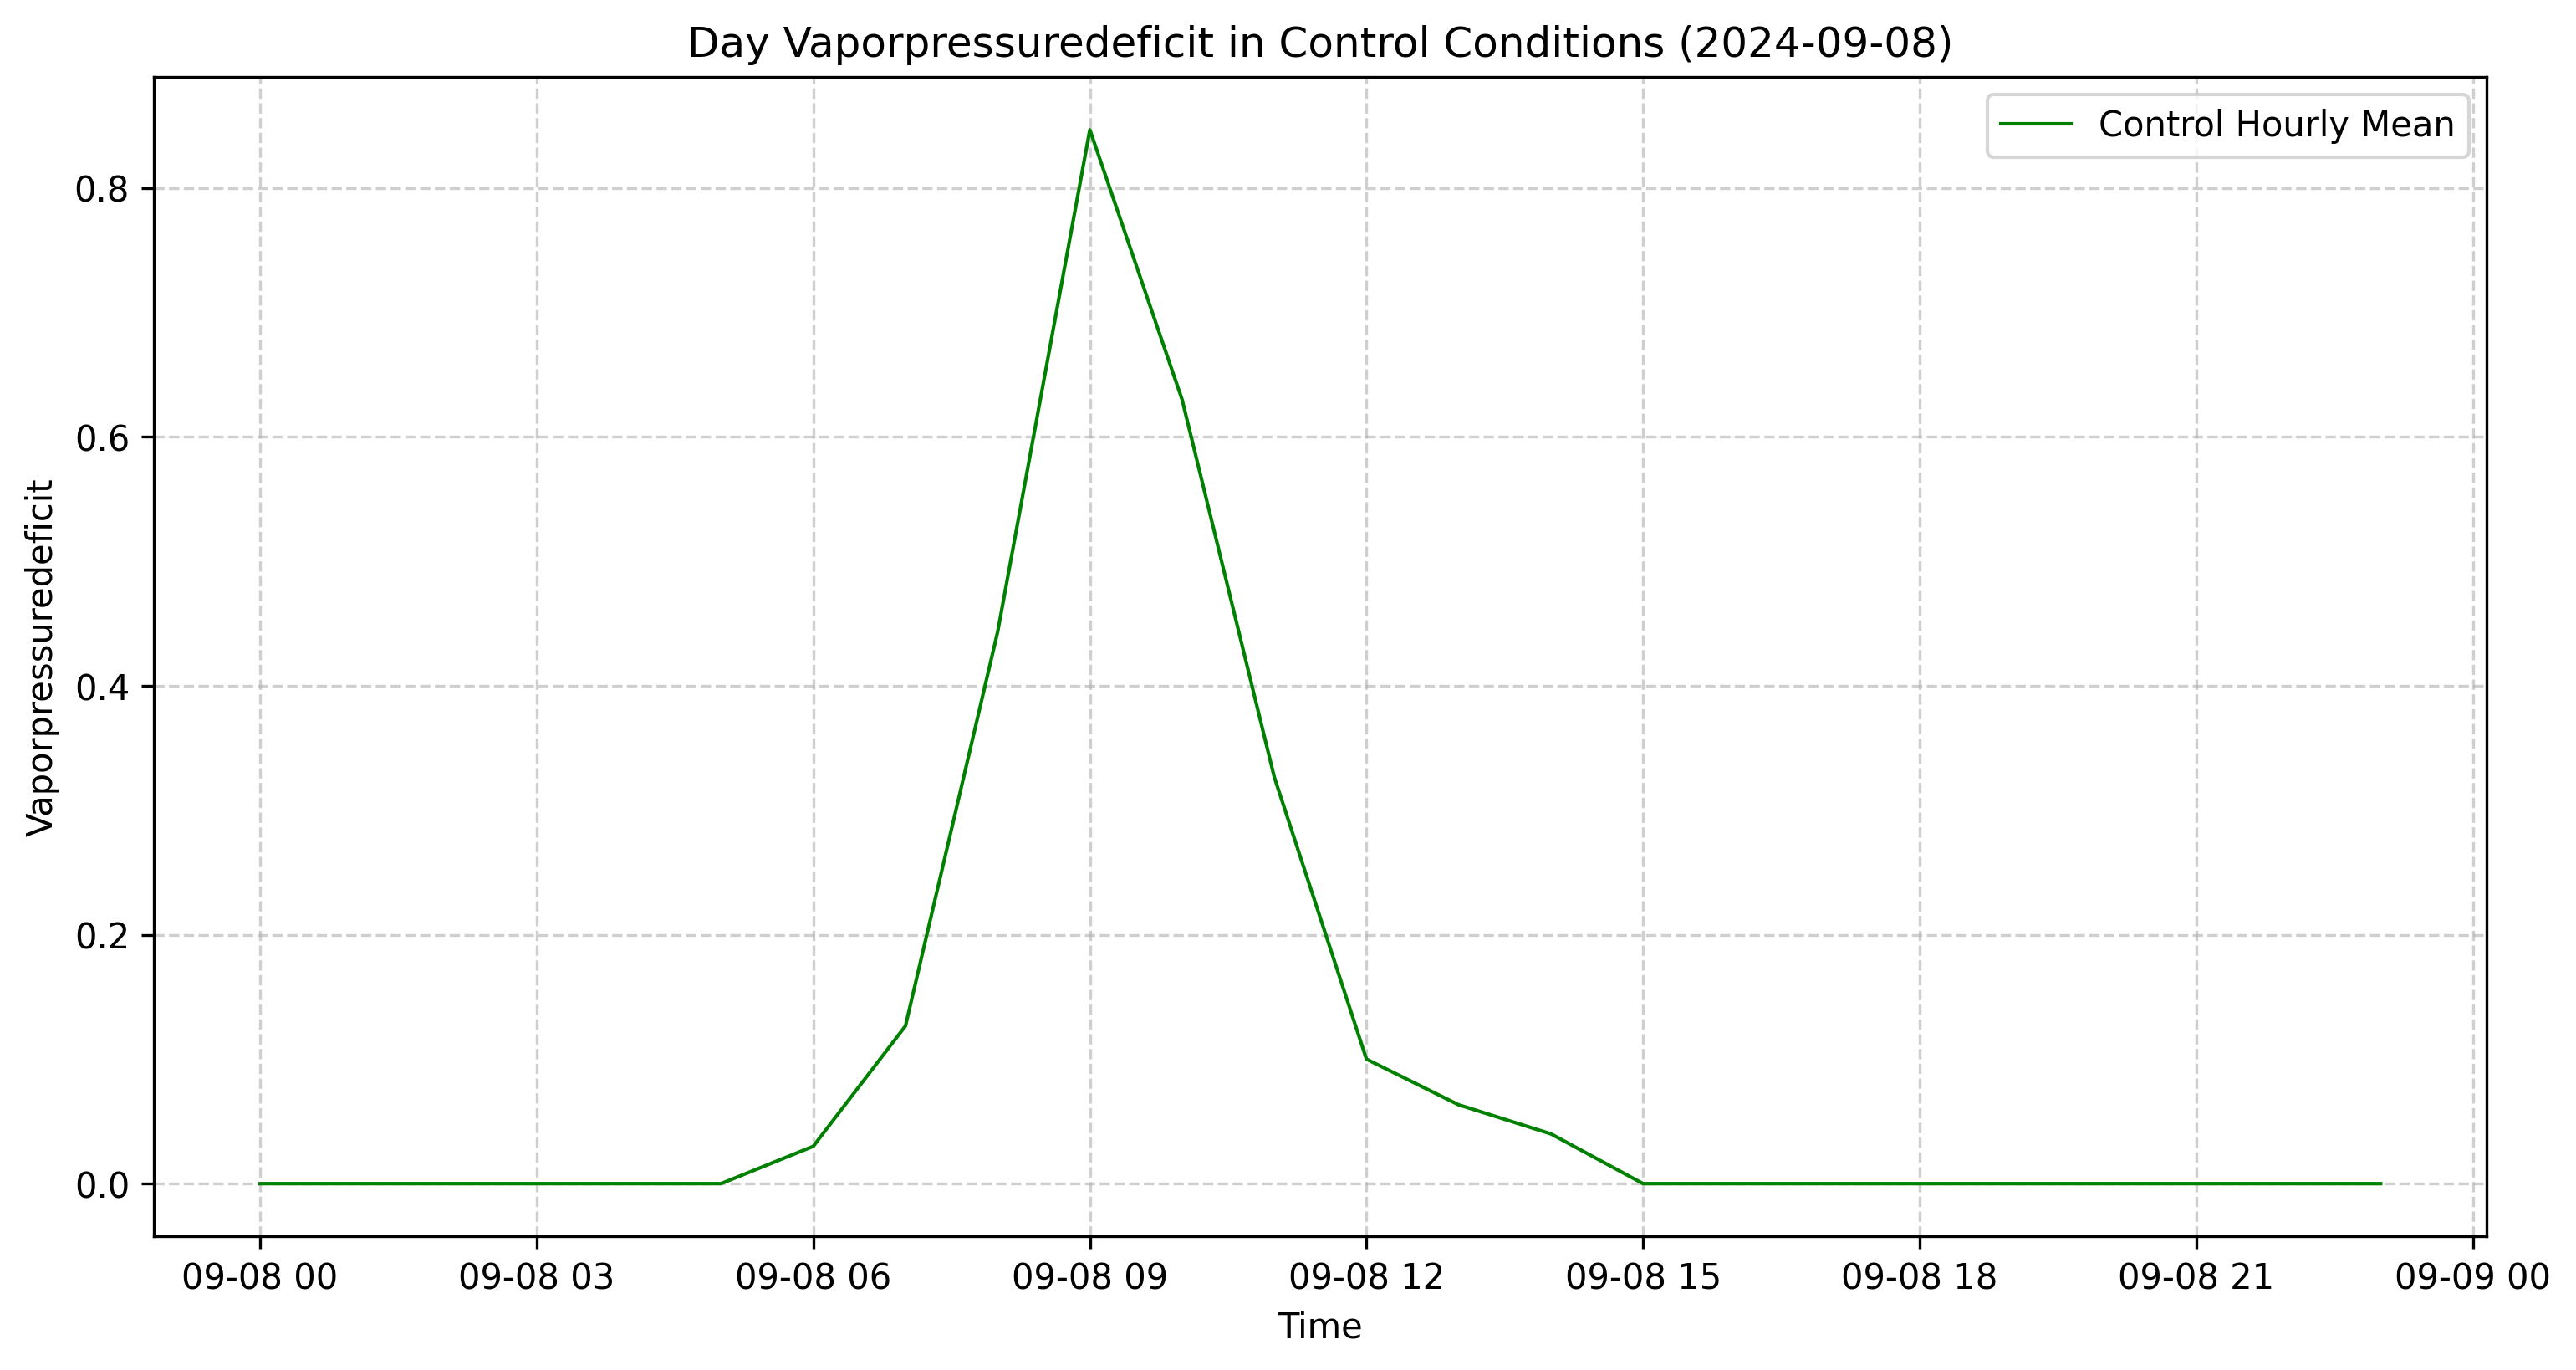 Day Vaporpressuredeficit in Control Conditions (2024-09-08)
Control Hourly Mean
Vaporpressuredeficit
0.8
0.6
0.4
0.2
0.0
09-08 00 09-08 03 09-08 06 09-08 09 09-08 12 09-08 15 09-08 18 09-08 21 09-09 00
Time